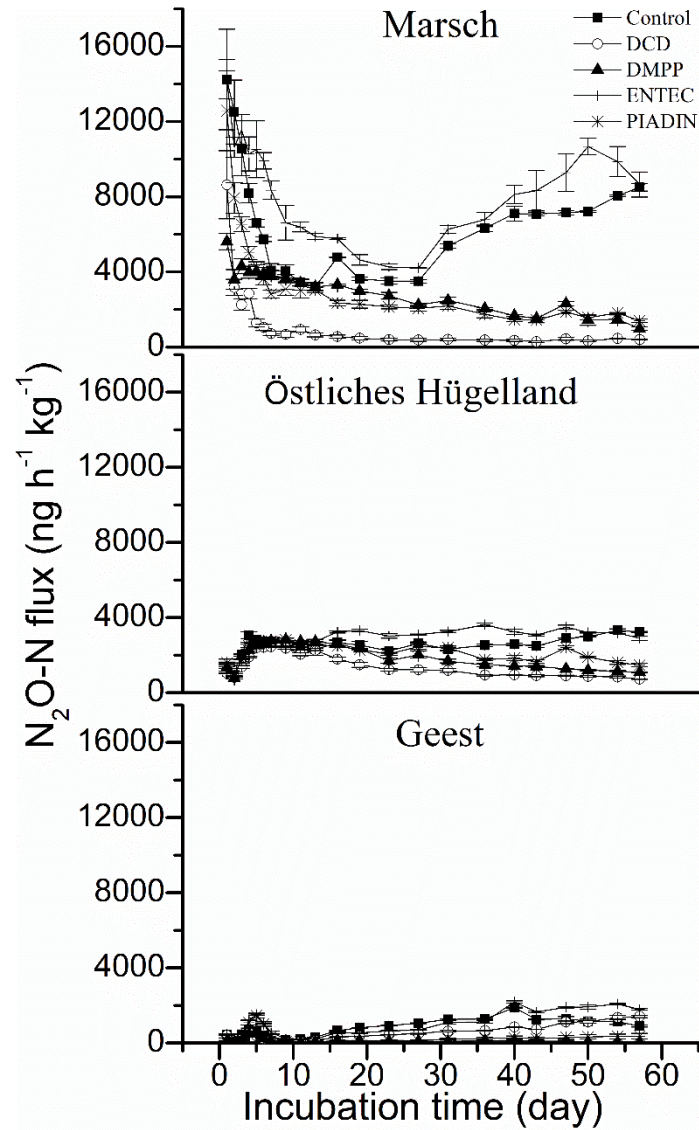 Marsch
Control
DCD
DMPP
ENTEC
PIADIN
16000
12000
8000
4000
0
Östliches Hügelland
16000
12000
8000
4000
0
Geest
16000
12000
8000
4000
0
N₂O-N flux (ng h⁻¹ kg⁻¹)
0 10 20 30 40 50 60
Incubation time (day)